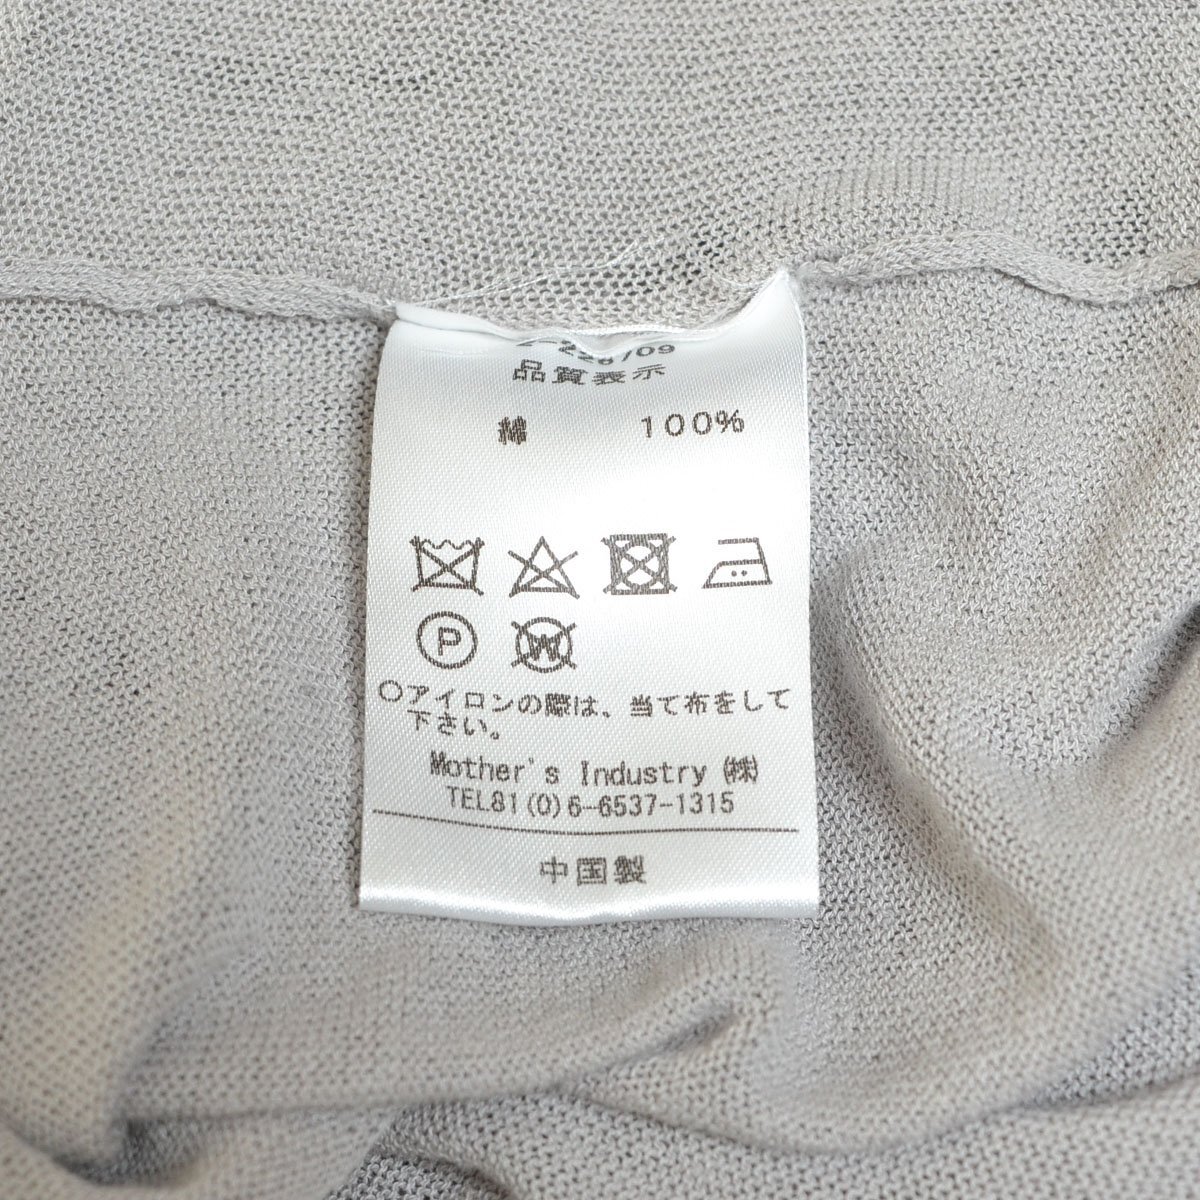 品質表示
綿 100%
P W
○アイロンの際は、当て布をして
下さい。
Mother's Industry (株)
TEL81(0)6-6537-1315
中国製